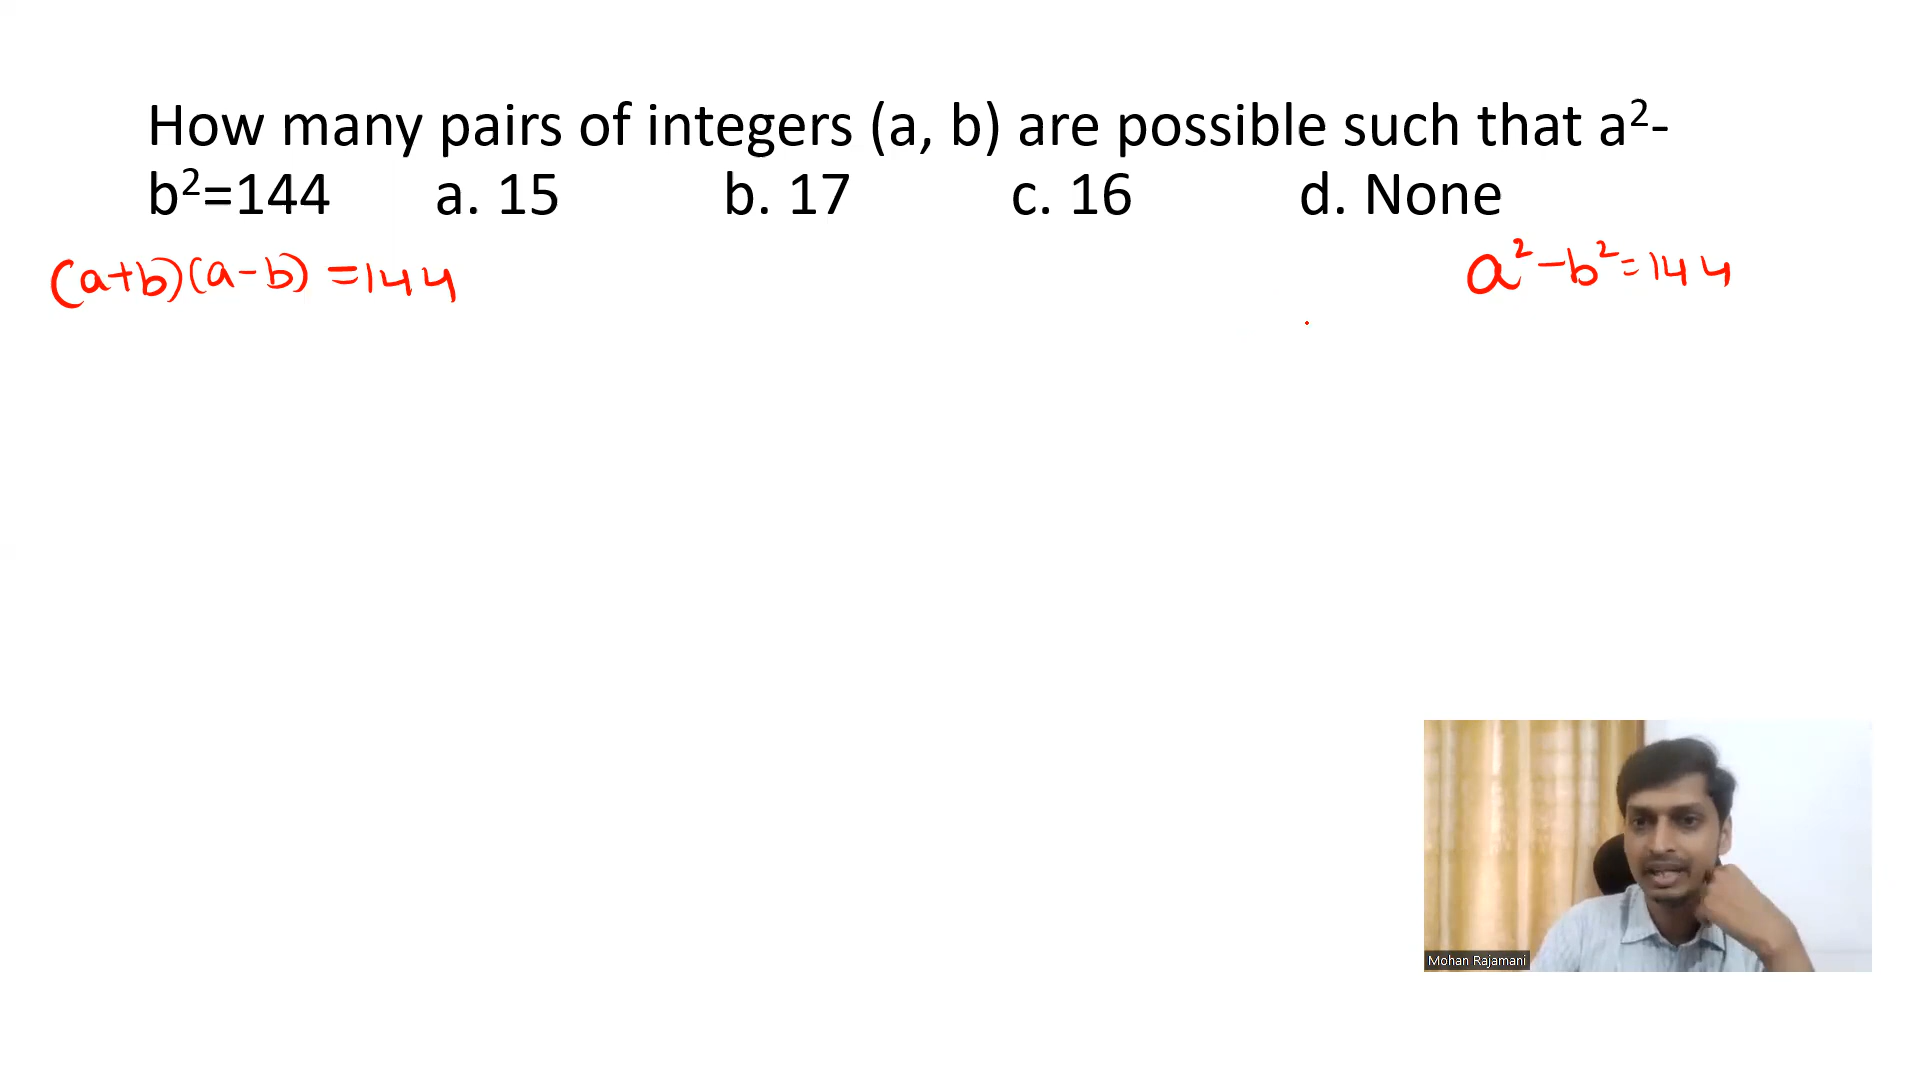 How many pairs of integers (a, b) are possible such that a²-
b²=144 a. 15 b. 17 c. 16 d. None
(a+b)(a-b) =144
a²-b²=144
Mohan Rajamani